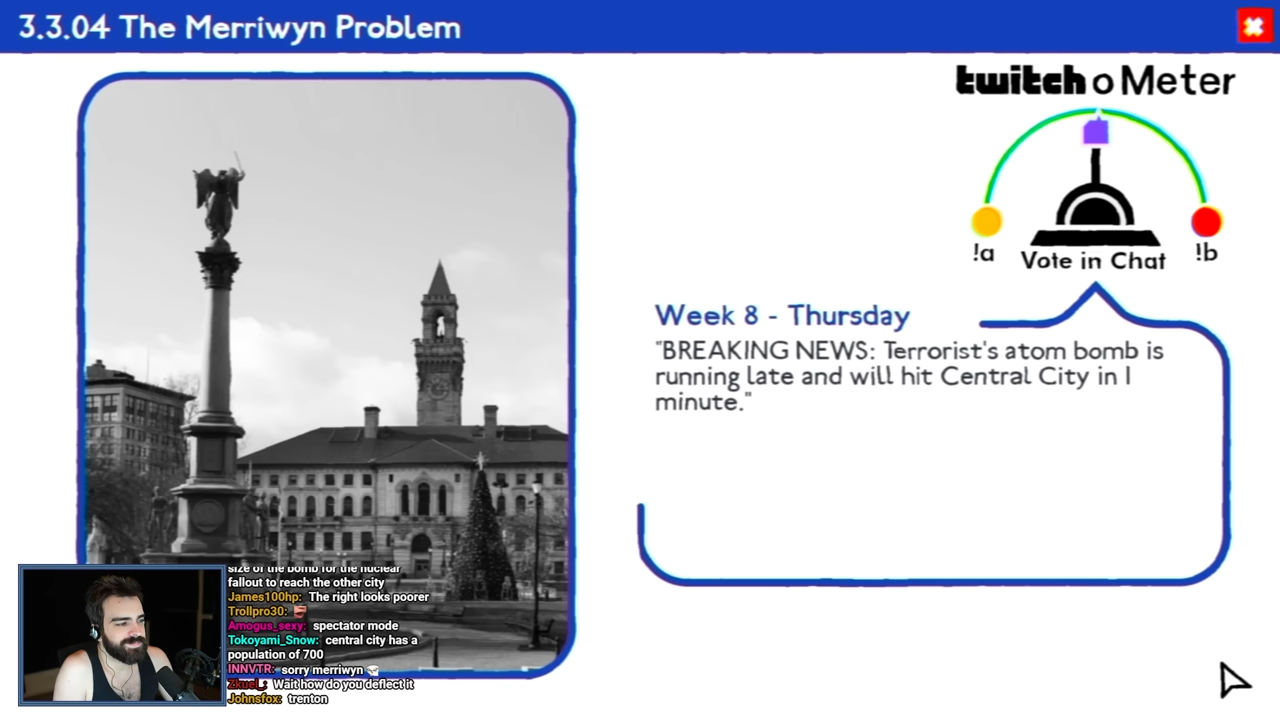 3.3.04 The Merriwyn Problem
twitch o Meter
!a
Vote in Chat
!b
Week 8 - Thursday
"BREAKING NEWS: Terrorist's atom bomb is
running late and will hit Central City in 1
minute."
size of the bomb for the nuclear
fallout to reach the other city
James100hp: The right looks poorer
Trollpro30:
Amogus_sexy: spectator mode
Tokoyami_Snow: central city has a
population of 700
INNVTR: sorry merriwyn
Wait how do you deflect it
Johnsfox: trenton